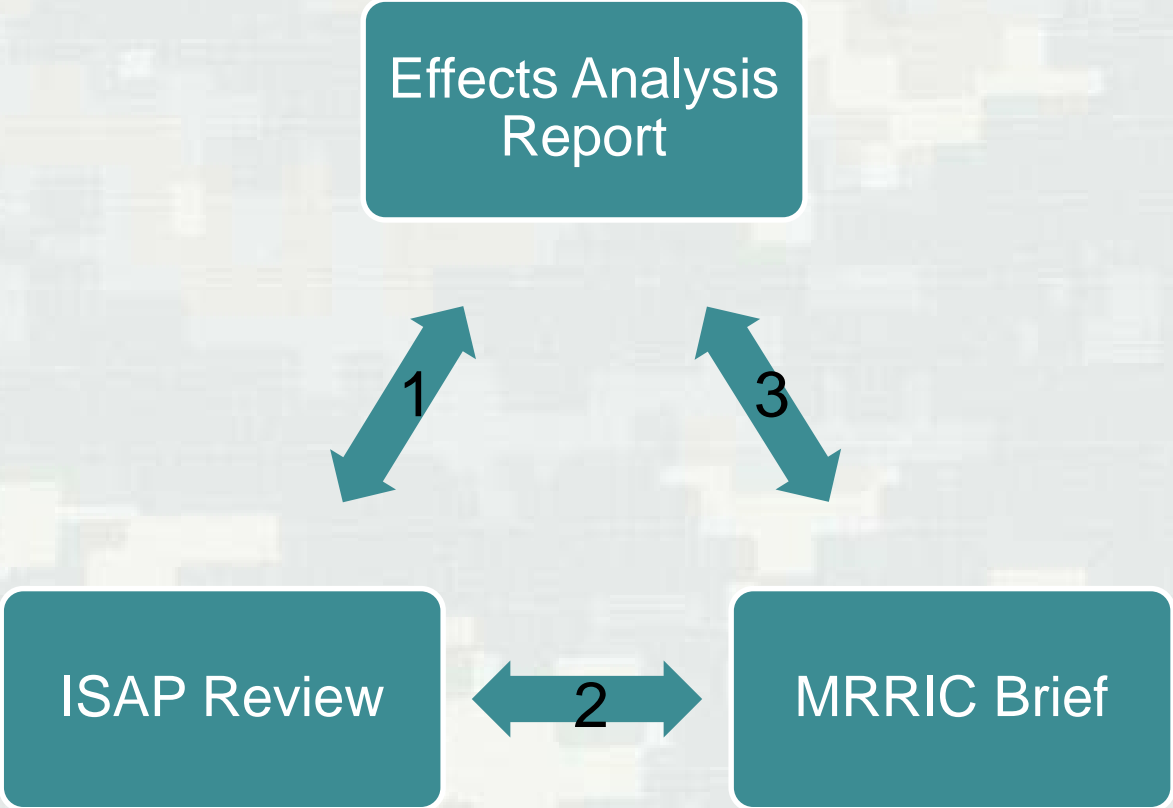 Effects Analysis
Report
1
3
ISAP Review
2
MRRIC Brief